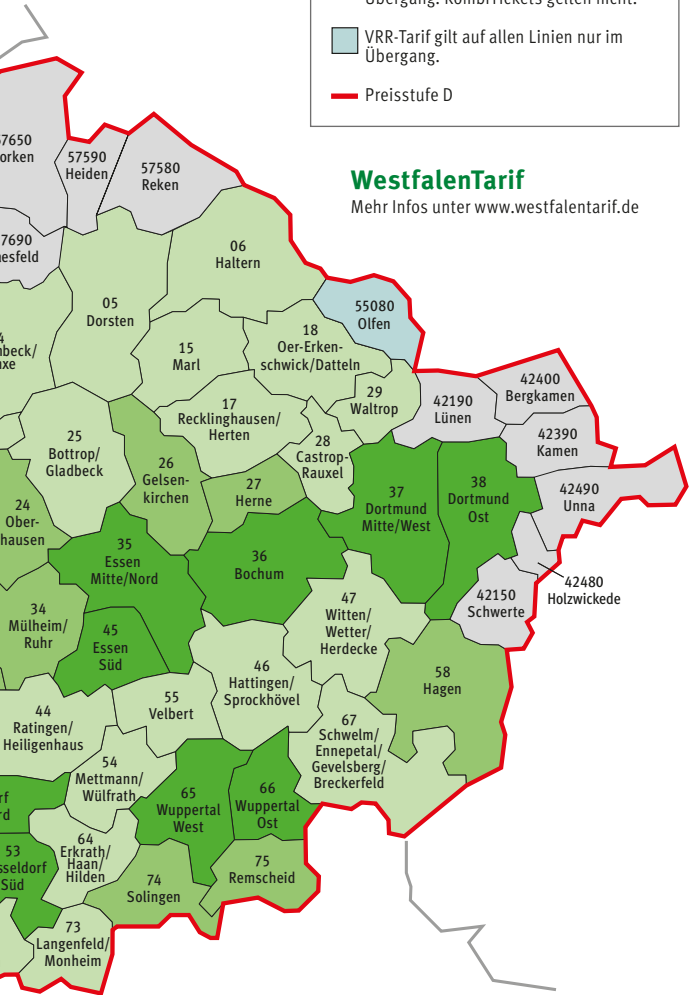 Übergang. KombiTickets gelten nicht.
VRR-Tarif gilt auf allen Linien nur im
Übergang.
Preisstufe D
WestfalenTarif
Mehr Infos unter www.westfalentarif.de
57590
Heiden
57580
Reken
06
Haltern
55080
Olfen
05
Dorsten
15
Marl
18
Oer-Erken-
schwick/Datteln
29
Waltrop
42190
Lünen
42400
Bergkamen
42390
Kamen
42490
Unna
17
Recklinghausen/
Herten
28
Castrop-
Rauxel
25
Bottrop/
Gladbeck
26
Gelsen-
kirchen
27
Herne
37
Dortmund
Mitte/West
38
Dortmund
Ost
24
Ober-
hausen
35
Essen
Mitte/Nord
36
Bochum
42480
Holzwickede
42150
Schwerte
34
Mülheim/
Ruhr
45
Essen
Süd
47
Witten/
Wetter/
Herdecke
58
Hagen
46
Hattingen/
Sprockhövel
44
Ratingen/
Heiligenhaus
55
Velbert
67
Schwelm/
Ennepetal/
Gevelsberg/
Breckerfeld
54
Mettmann/
Wülfrath
65
Wuppertal
West
66
Wuppertal
Ost
53
sseldorf
Süd
64
Erkrath/
Haan/
Hilden
74
Solingen
75
Remscheid
73
Langenfeld/
Monheim